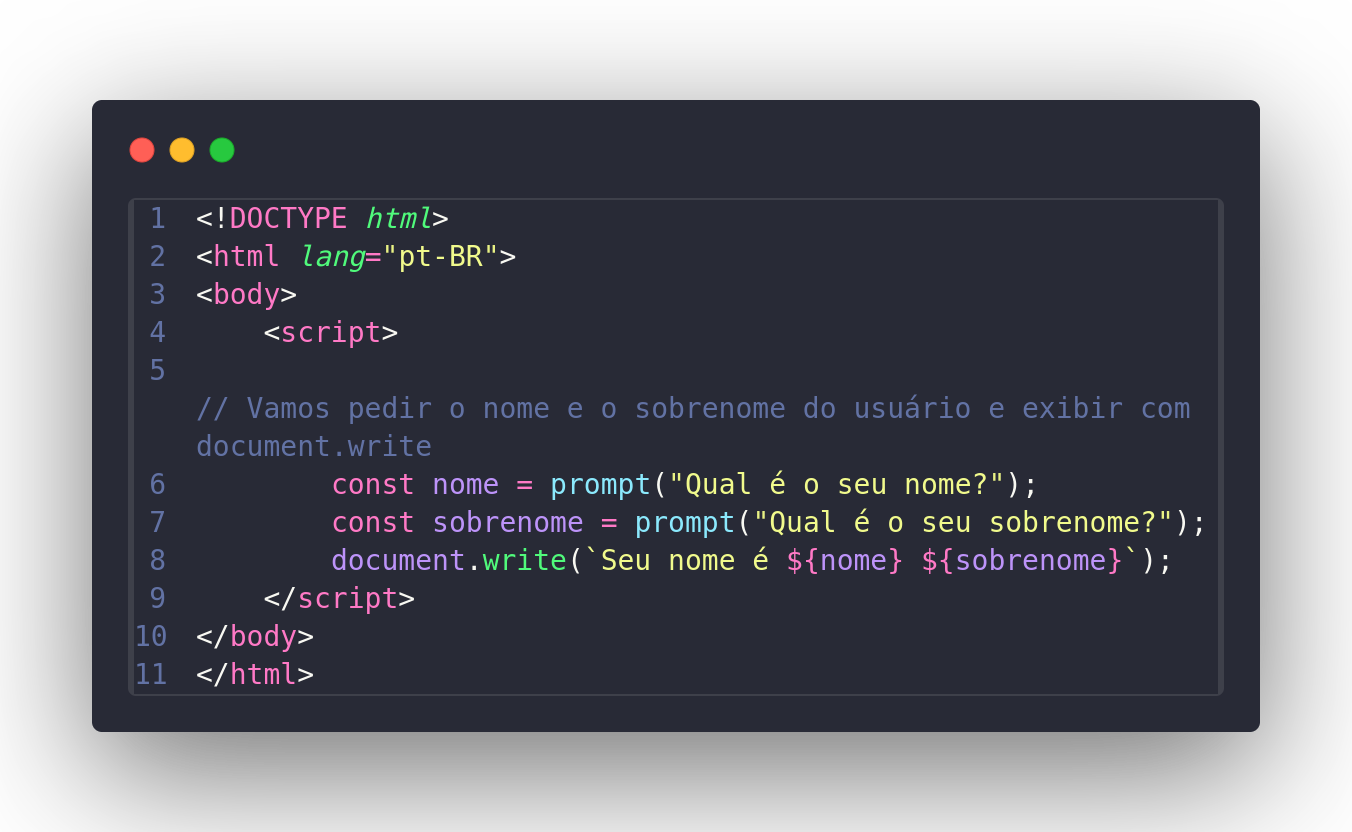 1 <!DOCTYPE html>
2 <html lang="pt-BR">
3 <body>
4     <script>
5
// Vamos pedir o nome e o sobrenome do usuário e exibir com
document.write
6         const nome = prompt("Qual é o seu nome?");
7         const sobrenome = prompt("Qual é o seu sobrenome?");
8         document.write(`Seu nome é ${nome} ${sobrenome}`);
9     </script>
10 </body>
11 </html>